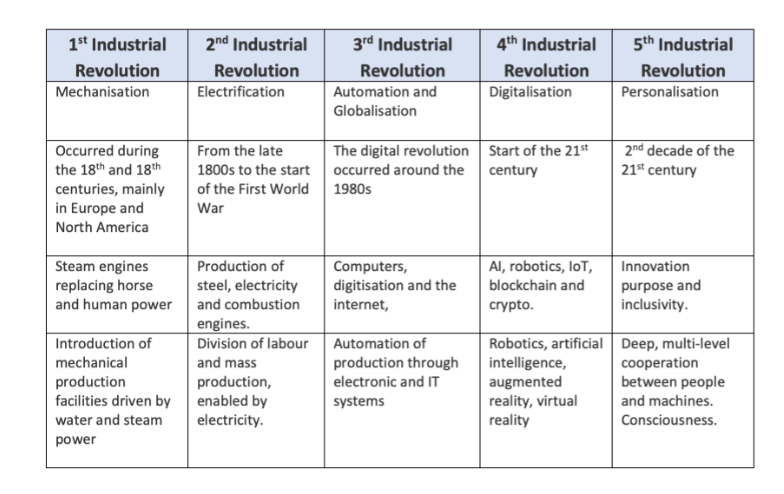 1st Industrial
Revolution
2nd Industrial
Revolution
3rd Industrial
Revolution
4th Industrial
Revolution
5th Industrial
Revolution
Mechanisation
Electrification
Automation and
Globalisation
Digitalisation
Personalisation
Occurred during
the 18th and 18th
centuries, mainly
in Europe and
North America
From the late
1800s to the start
of the First World
War
The digital revolution
occurred around the
1980s
Start of the 21st
century
2nd decade of the
21st century
Steam engines
replacing horse
and human power
Production of
steel, electricity
and combustion
engines.
Computers,
digitisation and the
internet,
AI, robotics, IoT,
blockchain and
crypto.
Innovation
purpose and
inclusivity.
Introduction of
mechanical
production
facilities driven by
water and steam
power
Division of labour
and mass
production,
enabled by
electricity.
Automation of
production through
electronic and IT
systems
Robotics, artificial
intelligence,
augmented
reality, virtual
reality
Deep, multi-level
cooperation
between people
and machines.
Consciousness.